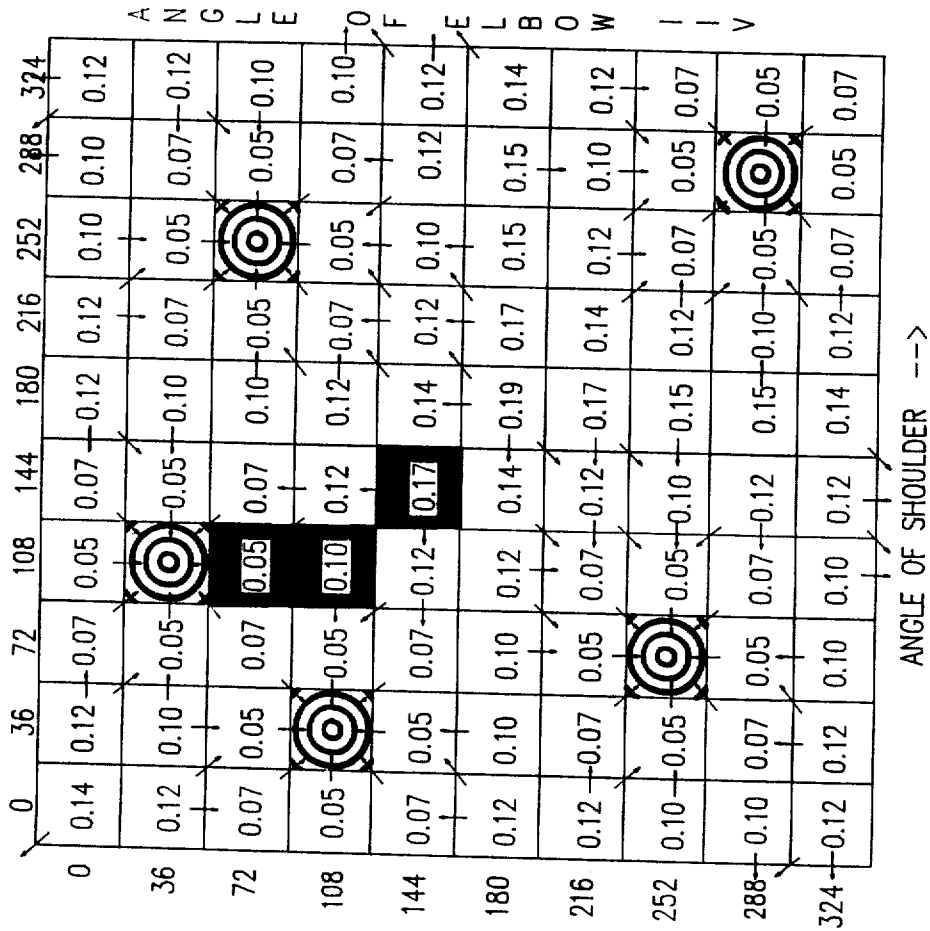 ANGLE OF ELBOW IIV
0 36 72 108 144 180 216 252 288 324
0 0.14 0.12 0.07 0.05 0.07 0.12 0.12 0.10 0.10 0.12
36 0.12 0.10 0.05 0.05 0.10 0.07 0.05 0.07 0.12
72 0.07 0.05 0.07 0.05 0.07 0.10 0.05 0.05 0.10
108 0.05 0.05 0.10 0.12 0.12 0.07 0.05 0.07 0.10
144 0.07 0.05 0.07 0.12 0.17 0.14 0.12 0.10 0.12 0.12
180 0.12 0.10 0.10 0.12 0.14 0.19 0.17 0.15 0.15 0.14
216 0.12 0.07 0.05 0.07 0.12 0.17 0.14 0.12 0.10 0.12
252 0.10 0.05 0.05 0.10 0.15 0.12 0.07 0.05 0.07
288 0.10 0.07 0.05 0.07 0.12 0.15 0.10 0.05 0.05
324 0.12 0.12 0.10 0.10 0.12 0.14 0.12 0.07 0.05 0.07
ANGLE OF SHOULDER --->